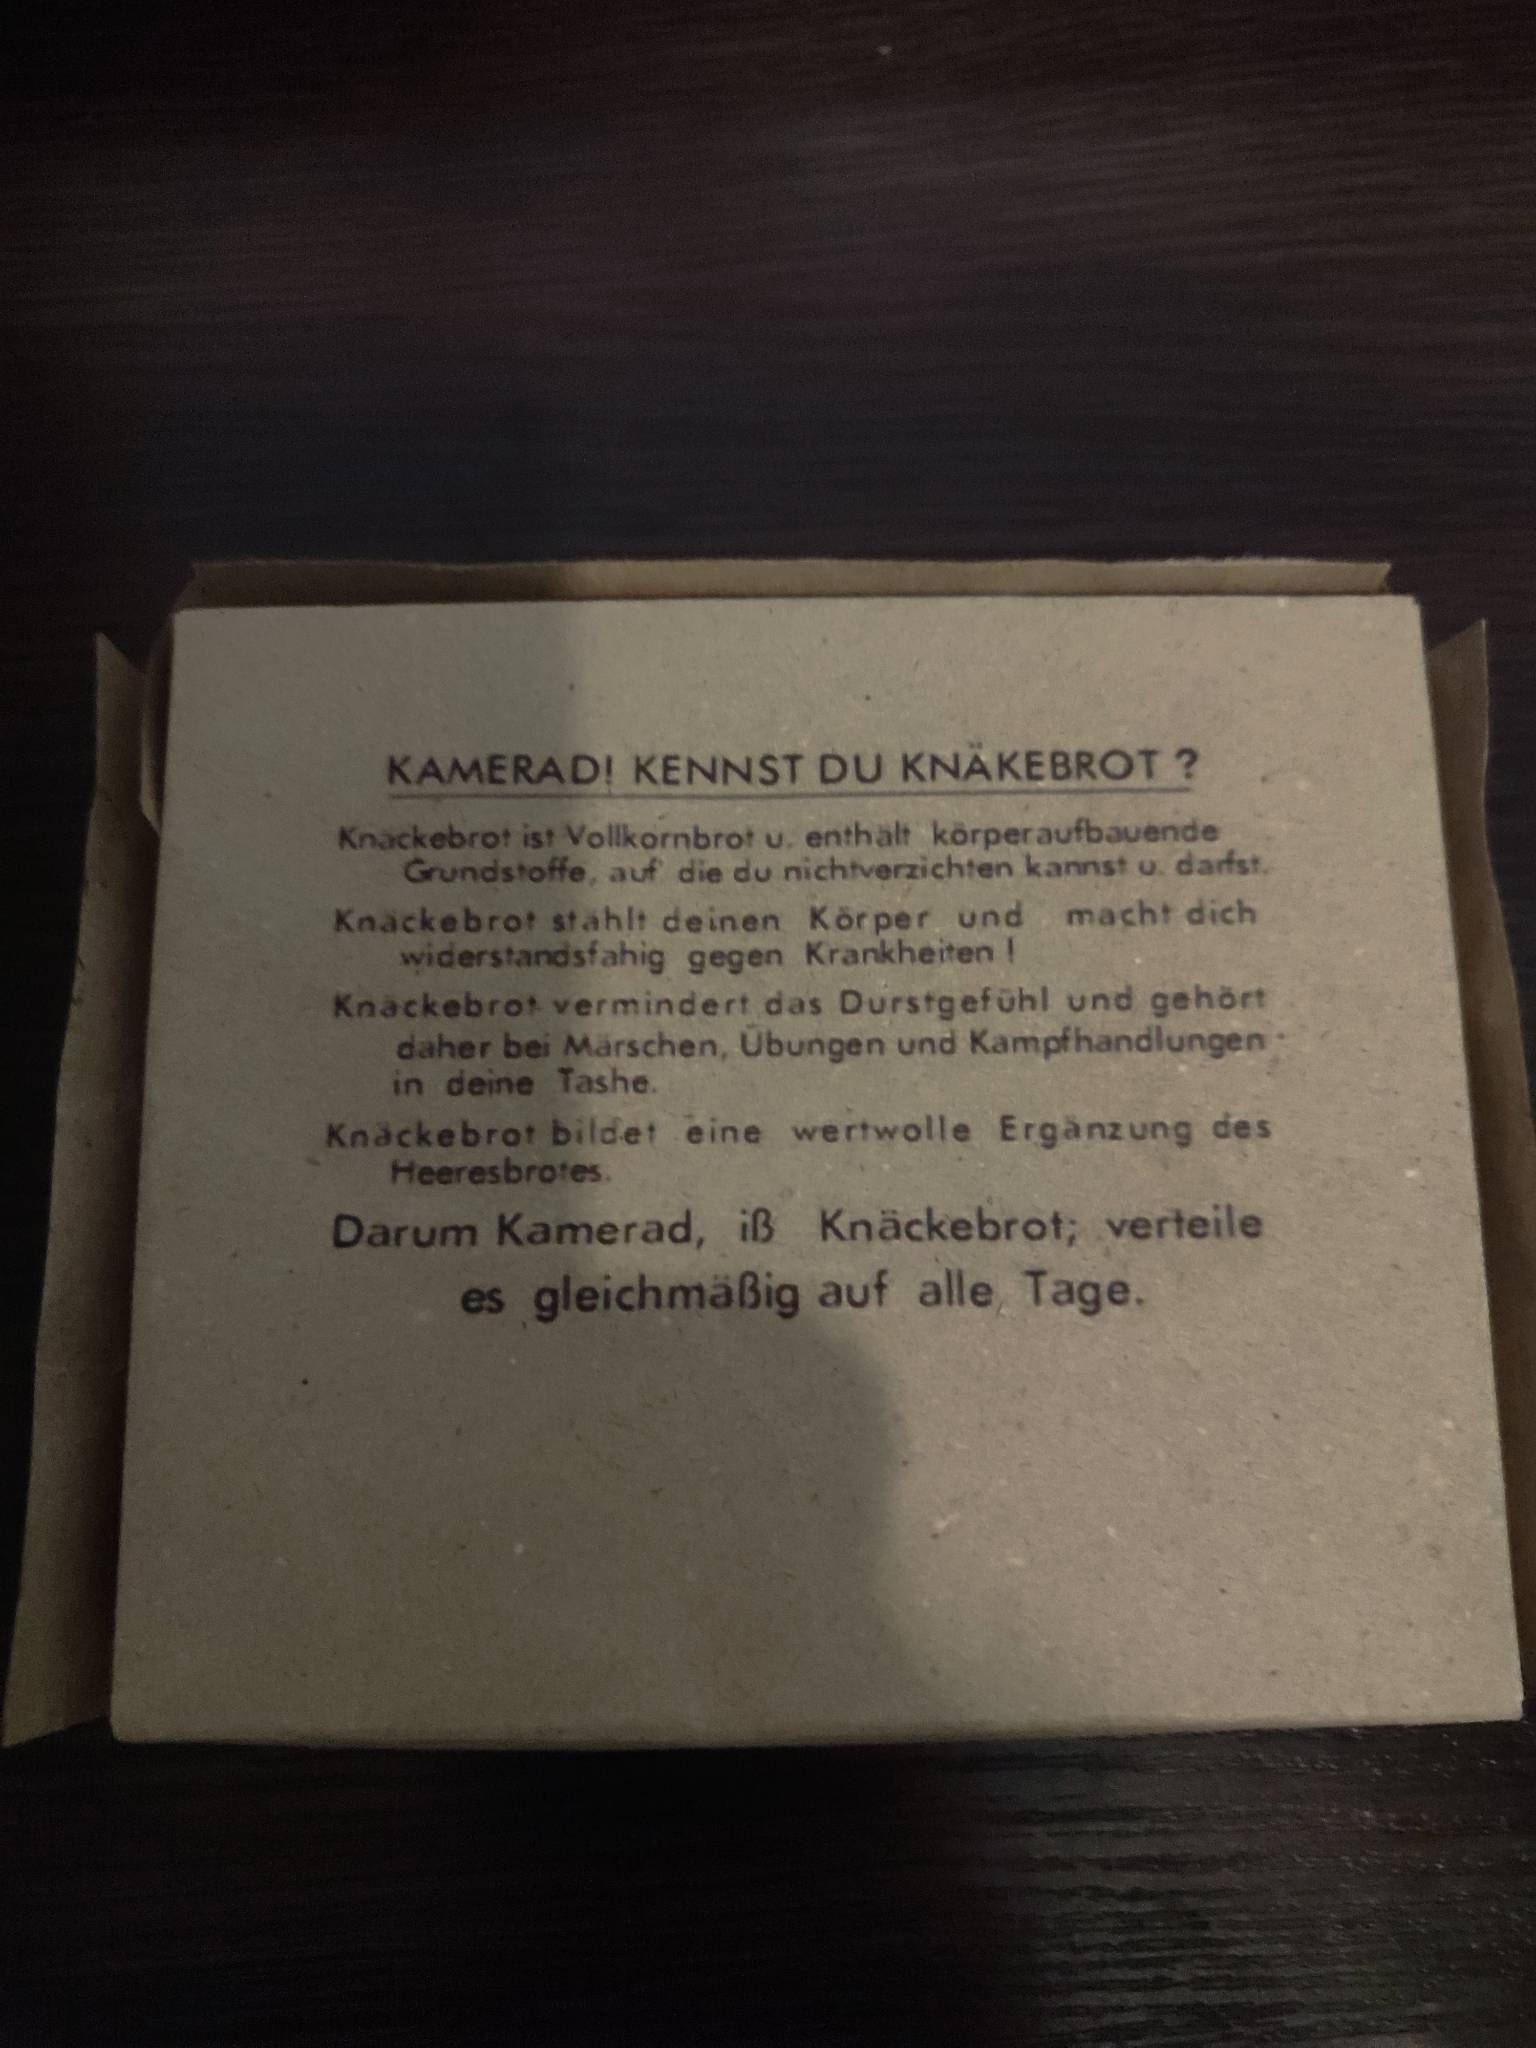 KAMERAD! KENNST DU KNÄKEBROT ?
Knäckebrot ist Vollkornbrot u. enthält körperaufbauende
Grundstoffe, auf die du nichtverzichten kannst u. darfst.
Knäckebrot stählt deinen Körper und macht dich
widerstandsfahig gegen Krankheiten !
Knäckebrot vermindert das Durstgefühl und gehört
daher bei Märschen, Übungen und Kampfhandlungen
in deine Tashe.
Knäckebrot bildet eine wertwolle Ergänzung des
Heeresbrotes.
Darum Kamerad, iß Knäckebrot; verteile
es gleichmäßig auf alle Tage.